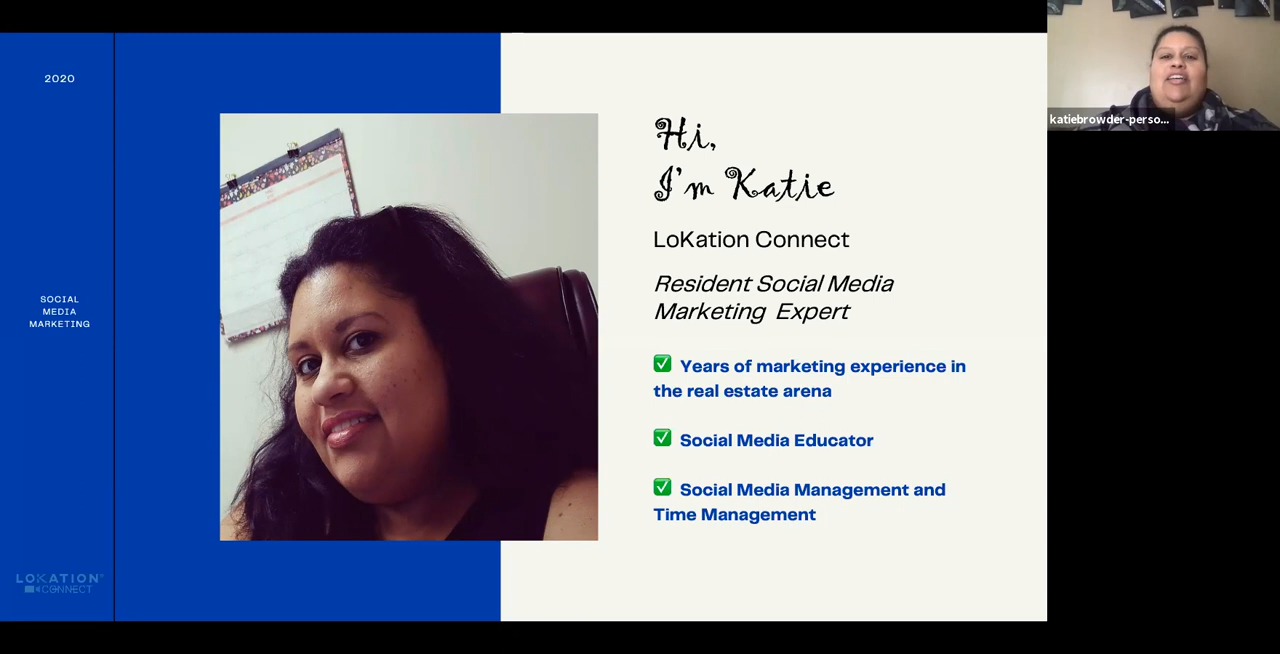 2020
SOCIAL
MEDIA
MARKETING
LOKATION
CONNECT
Hi,
I'm Katie
LoKation Connect
Resident Social Media
Marketing Expert
✅ Years of marketing experience in
the real estate arena
✅ Social Media Educator
✅ Social Media Management and
Time Management
katiebrowder-perso...